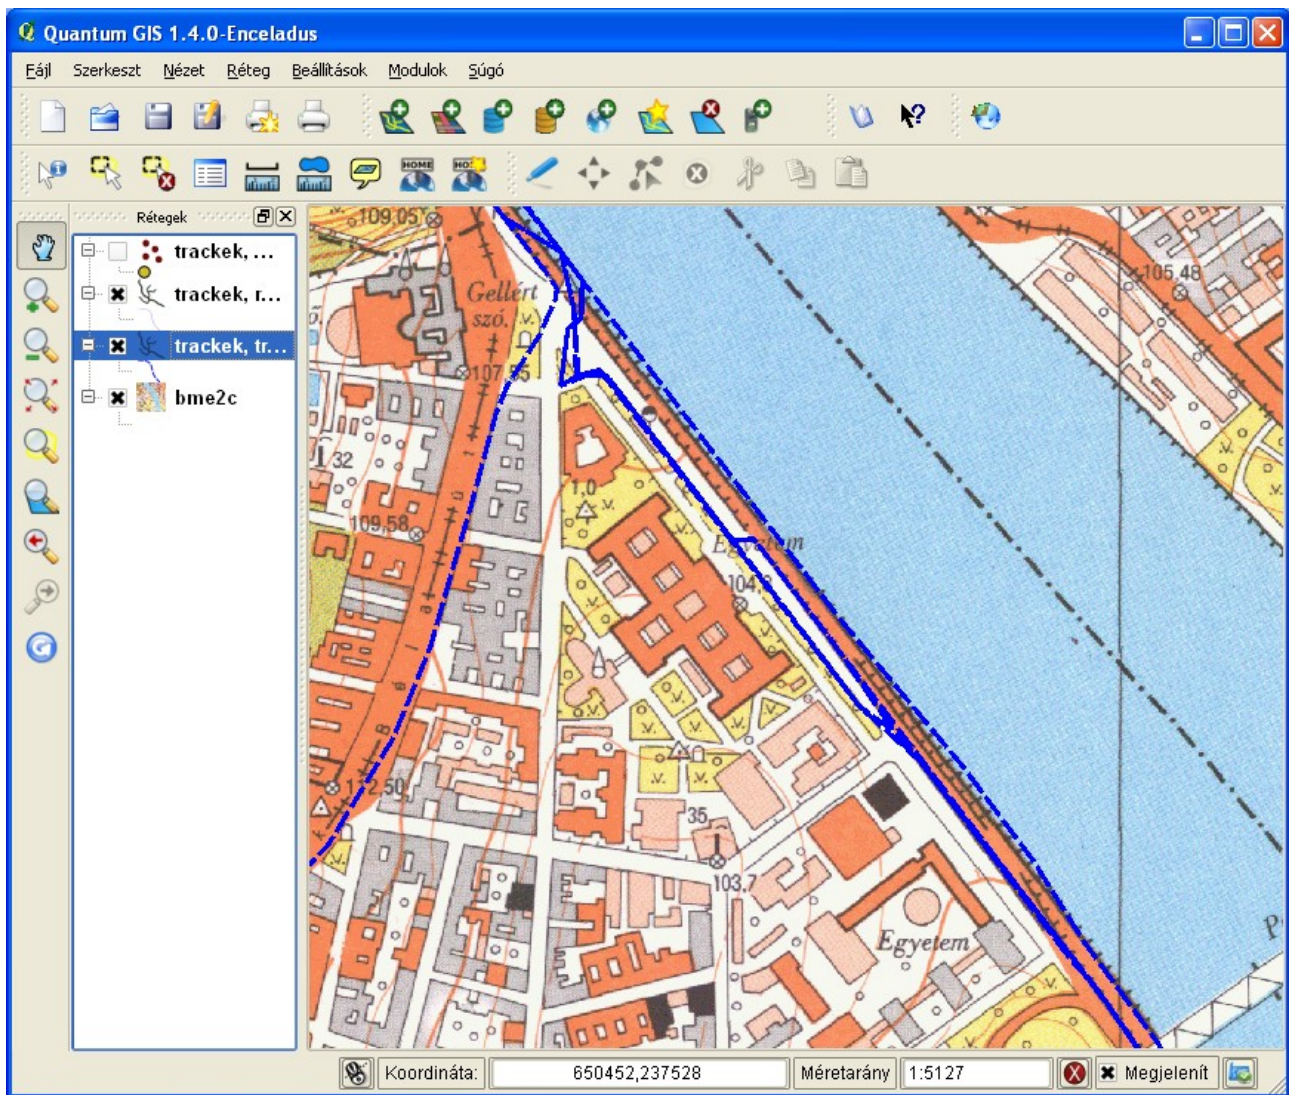 Quantum GIS 1.4.0-Enceladus
Fájl Szerkeszt Nézet Réteg Beállítások Modulok Súgó
HOME
Rétegek
trackek, ...
trackek, r...
trackek, tr...
bme2c
109,05
Gellért
szó.
v.
105,48
107,55
32
1,0
109,58
Egyetem
104,
112,50
35
103,7
Egyetem
P
Koordináta: 650452,237528 Méretarány 1:5127 Megjelenít